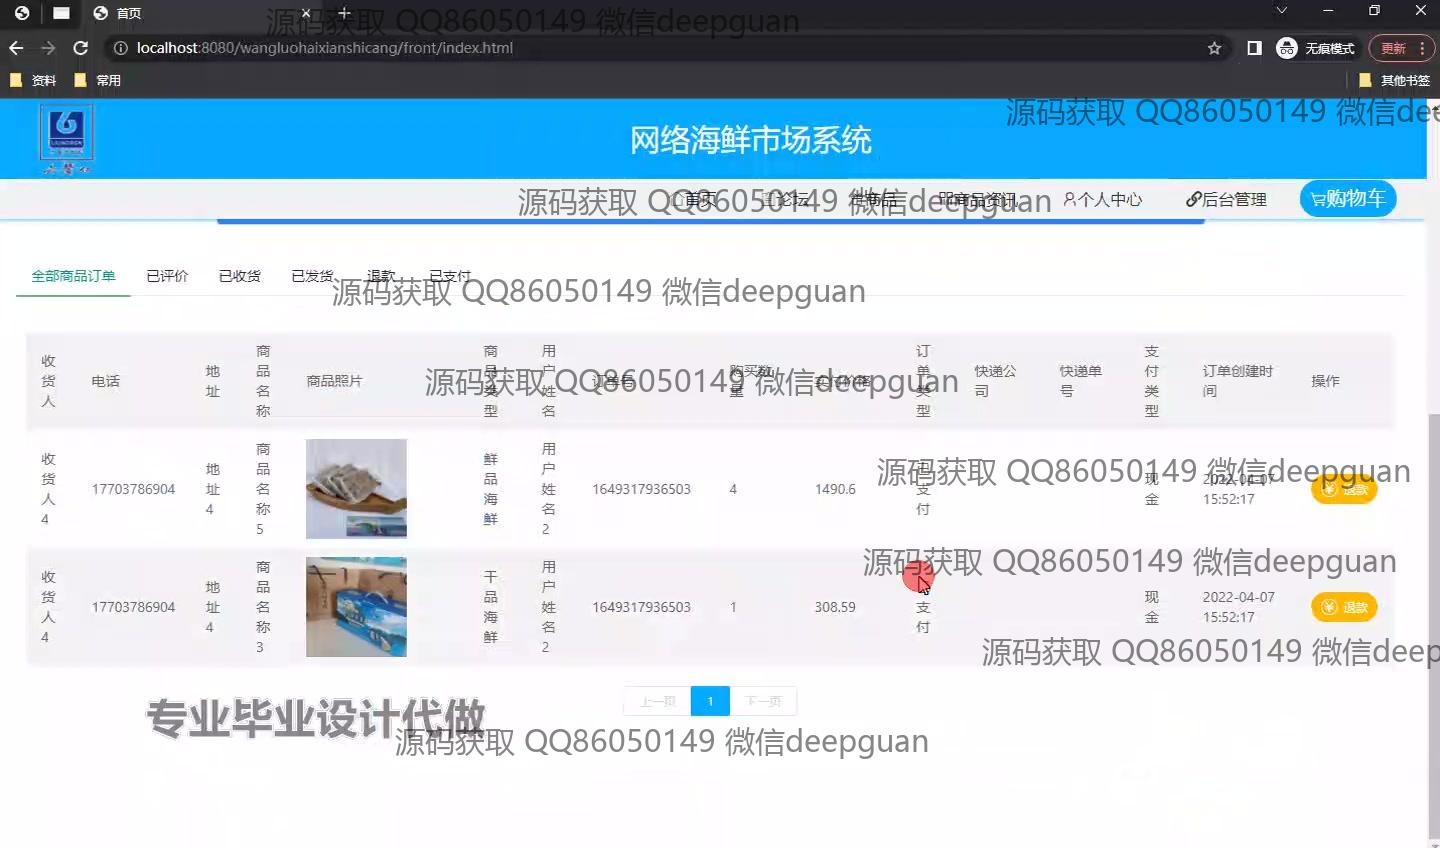 首页
源码获取 QQ86050149 微信deepguan
localhost:8080/wangluohaixianshicang/front/index.html
无痕模式
更新
资料
常用
其他书签
源码获取 QQ86050149 微信dee
网络海鲜市场系统
首页
论坛
商品
商品资讯
个人中心
后台管理
购物车
源码获取 QQ86050149 微信deepguan
全部商品订单
已评价
已收货
已发货
退款
已支付
源码获取 QQ86050149 微信deepguan
收货人
电话
地址
商品名称
商品照片
商品类型
用户姓名
订单号
购买数量
实付价格
订单类型
快递公司
快递单号
支付类型
订单创建时间
操作
源码获取 QQ86050149 微信deepguan
收货人4
17703786904
地址4
商品名称5
鲜品海鲜
用户姓名2
1649317936503
4
1490.6
支付
现金
2022-04-07 15:52:17
退款
源码获取 QQ86050149 微信deepguan
源码获取 QQ86050149 微信deepguan
收货人4
17703786904
地址4
商品名称3
干品海鲜
用户姓名2
1649317936503
1
308.59
支付
现金
2022-04-07 15:52:17
退款
源码获取 QQ86050149 微信deep
上一页
1
下一页
专业毕业设计代做
源码获取 QQ86050149 微信deepguan